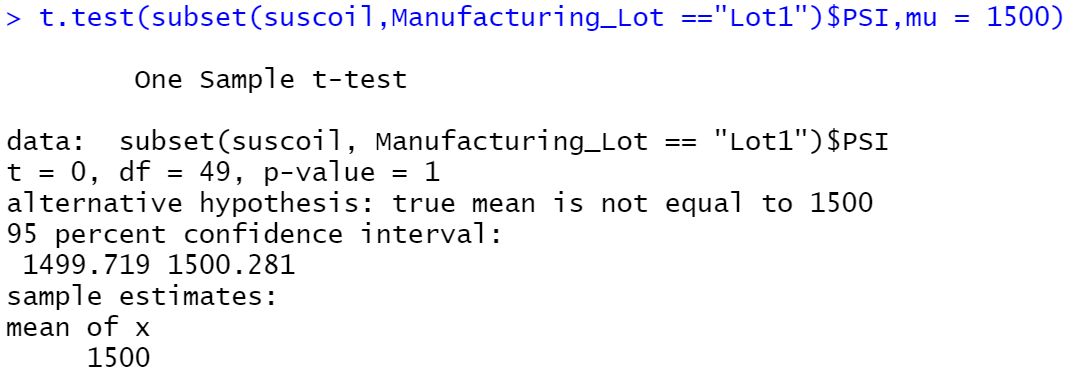 > t.test(subset(suscoil,Manufacturing_Lot =="Lot1")$PSI,mu = 1500)
One Sample t-test
data:  subset(suscoil, Manufacturing_Lot == "Lot1")$PSI
t = 0, df = 49, p-value = 1
alternative hypothesis: true mean is not equal to 1500
95 percent confidence interval:
 1499.719 1500.281
sample estimates:
mean of x
     1500